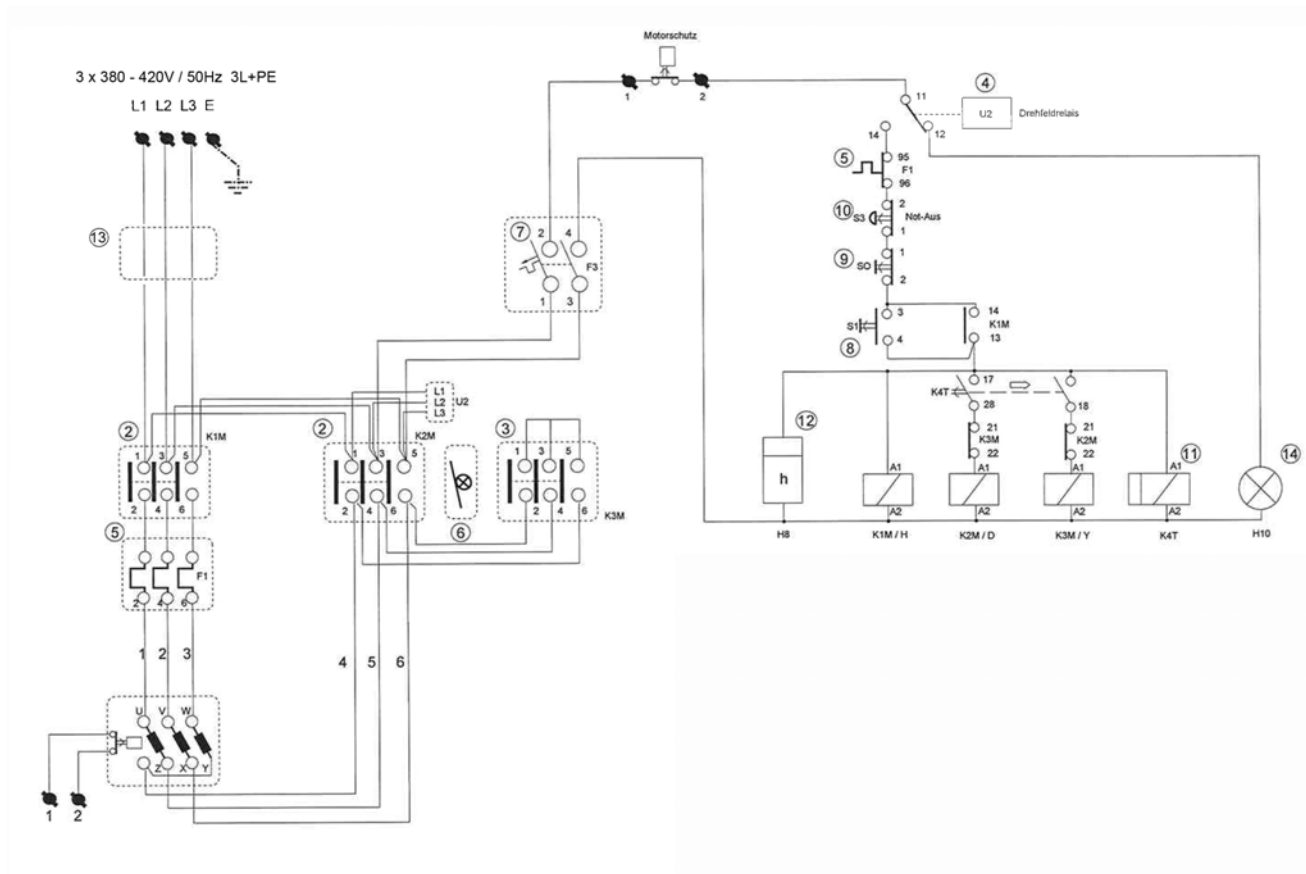 Motorschutz
3 x 380 - 420V / 50Hz 3L+PE
L1 L2 L3 E
1 2
11
4
U2 Drehfeldrelais
12
14
5 95
F1
96
13
10 S3 2 Not-Aus
1
7 2 4
F3
1 3
9 SO 1
2
3 14
S1 K1M
4 13
8
L1
L2 U2
L3
K4T 17
28 18
2 1 3 5 K1M
2 1 3 5 K2M
3 1 3 5
12
21 21
K3M K2M
22 22
11
14
h
A1 A1 A1 A1
A2 A2 A2 A2
2 4 6
2 4 6
6
2 4 6
K3M
H8 K1M / H K2M / D K3M / Y K4T H10
5
F1
2 4 6
1 2 3
4 5 6
U V W
Z X Y
1 2